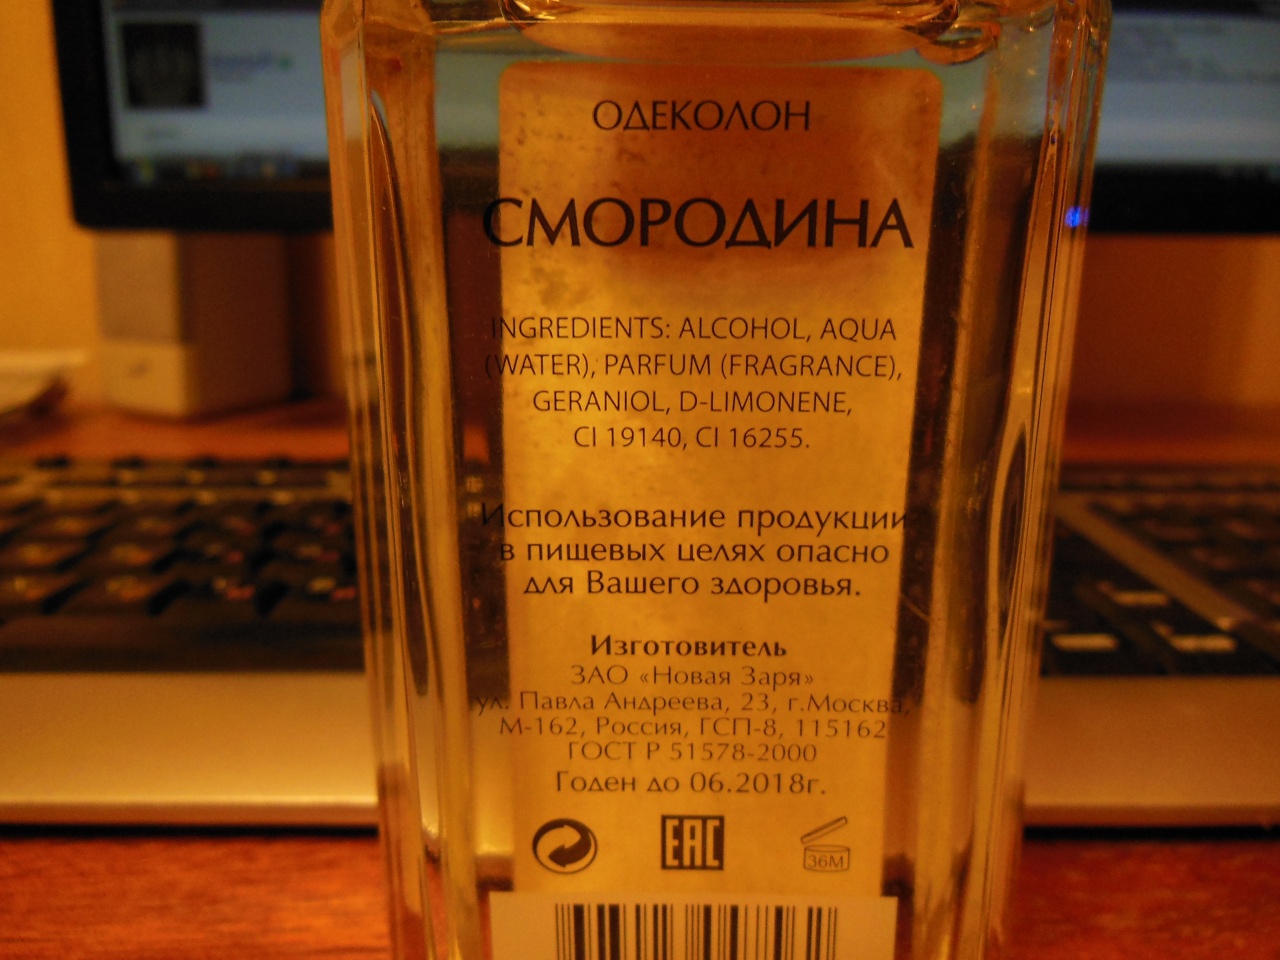 ОДЕКОЛОН
СМОРОДИНА
INGREDIENTS: ALCOHOL, AQUA
(WATER), PARFUM (FRAGRANCE),
GERANIOL, D-LIMONENE,
CI 19140, CI 16255.
Использование продукции
в пищевых целях опасно
для Вашего здоровья.
Изготовитель
ЗАО «Новая Заря»
ул. Павла Андреева, 23, г.Москва,
М-162, Россия, ГСП-8, 115162
ГОСТ Р 51578-2000
Годен до 06.2018г.
EAC
36M